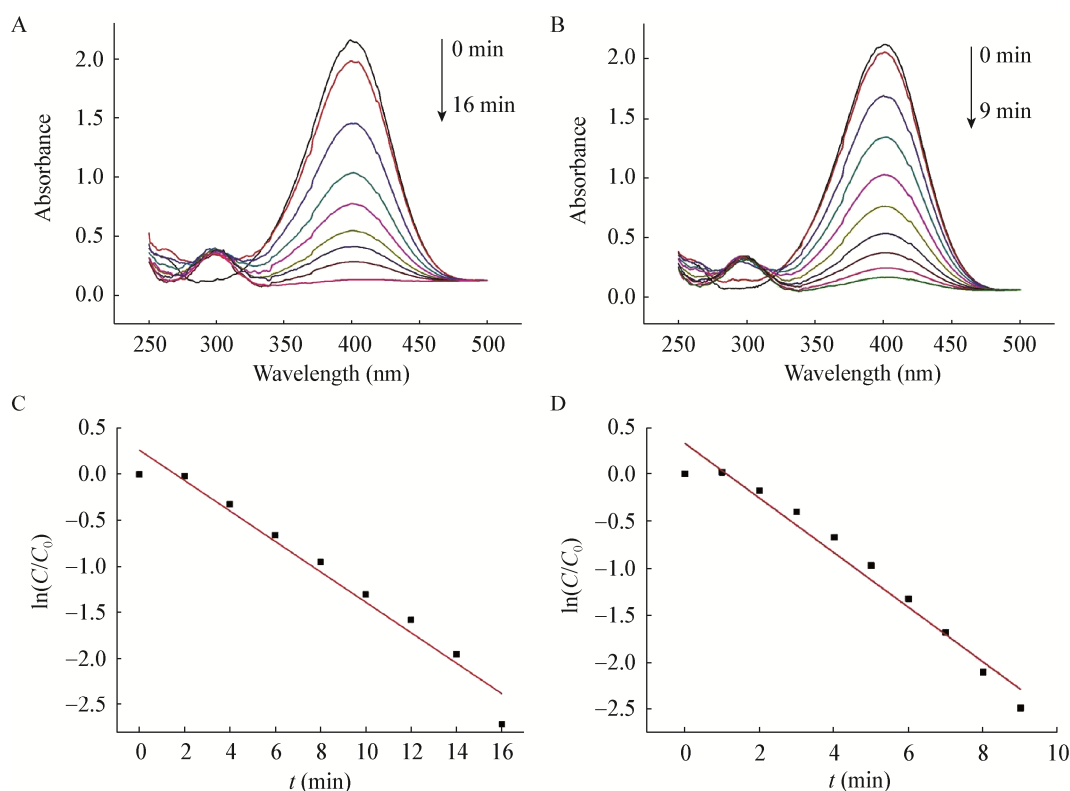 A
0 min
16 min
Absorbance
2.0
1.5
1.0
0.5
0.0
250 300 350 400 450 500
Wavelength (nm)
B
0 min
9 min
Absorbance
2.0
1.5
1.0
0.5
0.0
250 300 350 400 450 500
Wavelength (nm)
C
ln(C/C0)
0.5
0.0
−0.5
−1.0
−1.5
−2.0
−2.5
0 2 4 6 8 10 12 14 16
t (min)
D
ln(C/C0)
0.5
0.0
−0.5
−1.0
−1.5
−2.0
−2.5
0 2 4 6 8 10
t (min)